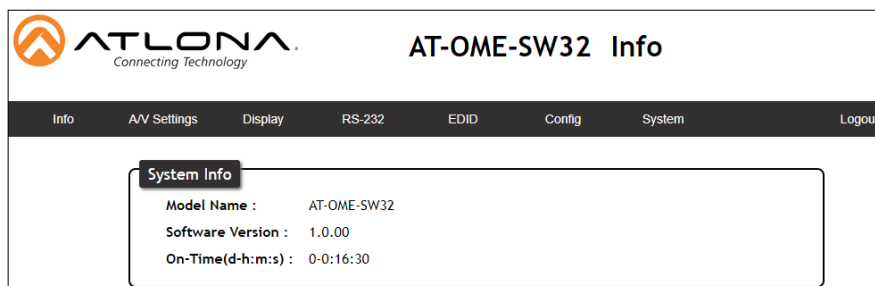 ATLONA.
Connecting Technology
AT-OME-SW32 Info
Info A/V Settings Display RS-232 EDID Config System Logou
System Info
Model Name : AT-OME-SW32
Software Version : 1.0.00
On-Time(d-h:m:s) : 0-0:16:30